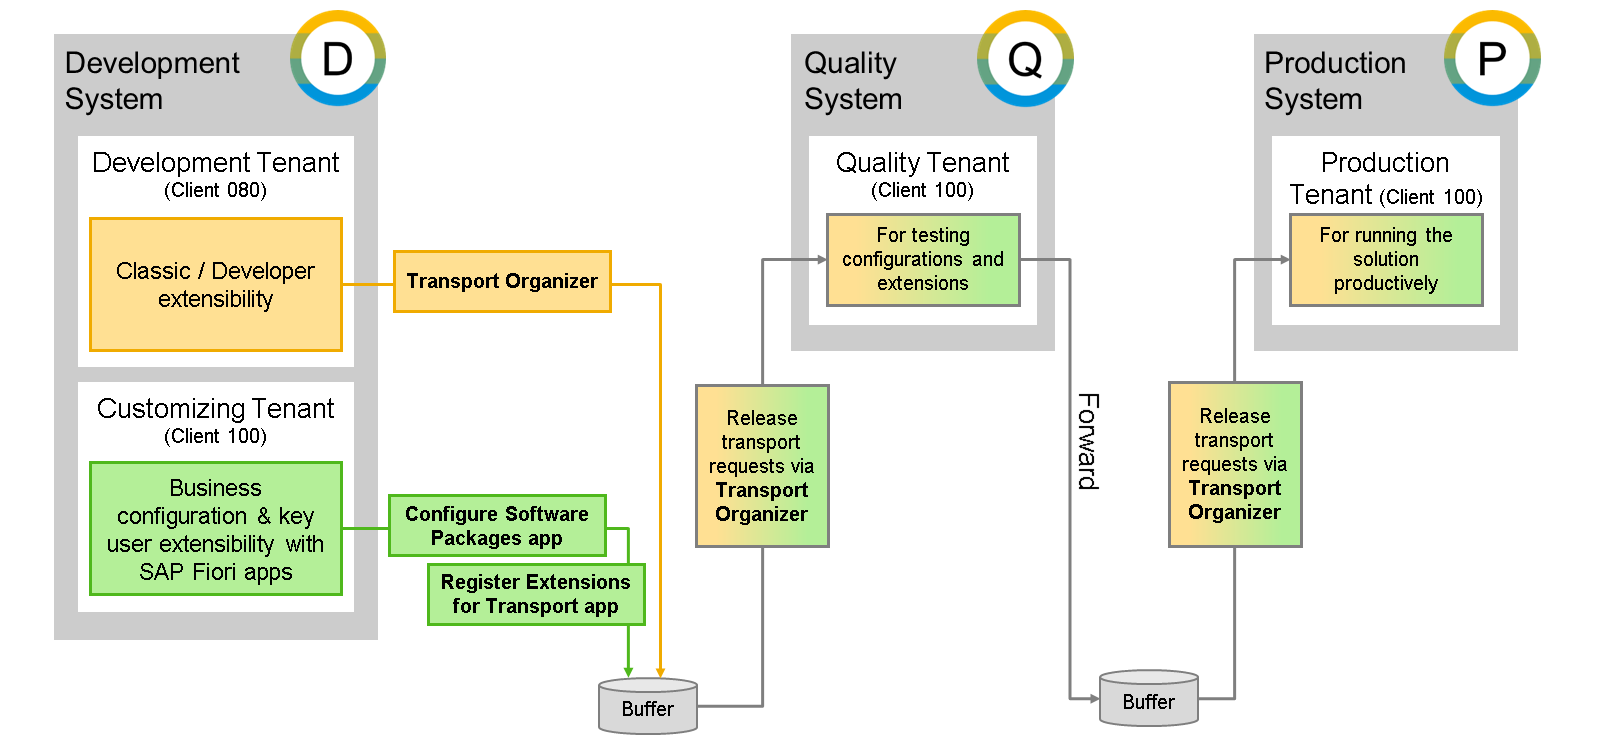 Development
System
D
Development Tenant
(Client 080)
Classic / Developer
extensibility
Customizing Tenant
(Client 100)
Business
configuration & key
user extensibility with
SAP Fiori apps
Transport Organizer
Configure Software
Packages app
Register Extensions
for Transport app
Buffer
Release
transport
requests via
Transport
Organizer
Quality
System
Q
Quality Tenant
(Client 100)
For testing
configurations and
extensions
Forward
Buffer
Release
transport
requests via
Transport
Organizer
Production
System
P
Production
Tenant (Client 100)
For running the
solution
productively